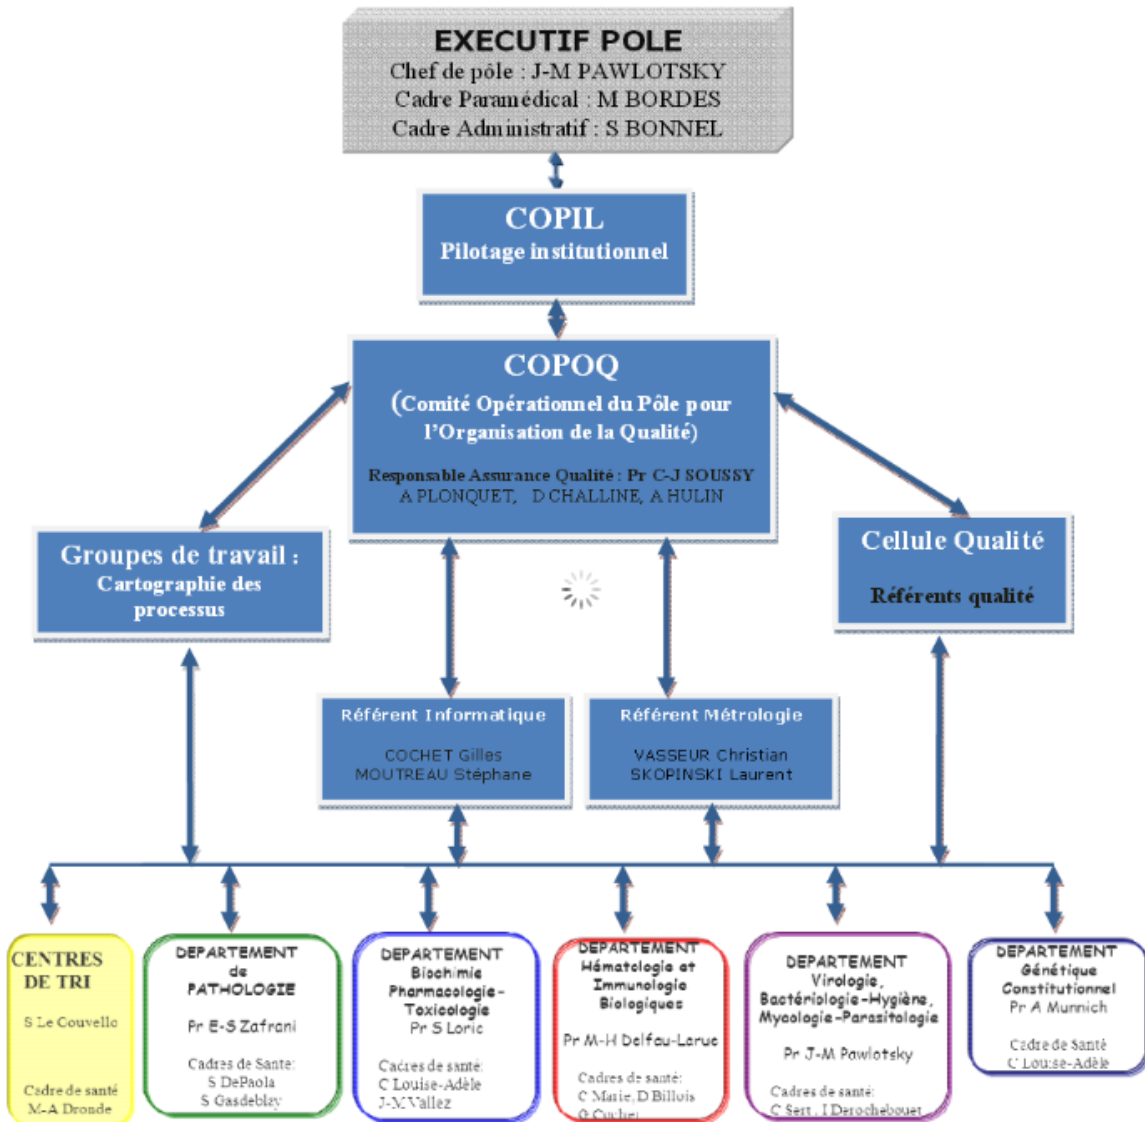 EXECUTIF POLE
Chef de pôle : J-M PAWLOTSKY
Cadre Paramédical : M BORDES
Cadre Administratif : S BONNEL
COPIL
Pilotage institutionnel
COPOQ
(Comité Opérationnel du Pôle pour
l'Organisation de la Qualité)
Responsable Assurance Qualité : Pr C-J SOUSSY
A PLONQUET, D CHALLINE, A HULIN
Groupes de travail :
Cartographie des
processus
Cellule Qualité
Référents qualité
Référent Informatique
COCHET Gilles
MOUTREAU Stéphane
Référent Métrologie
VASSEUR Christian
SKOPINSKI Laurent
CENTRES
DE TRI
S Le Couvello
Cadre de santé
M-A Dronde
DEPARTEMENT
de
PATHOLOGIE
Pr E-S Zafrani
Cadres de Sante:
S DePaola
S Gasdeblay
DEPARTEMENT
Biochimie
Pharmacologie-
Toxicologie
Pr S Loric
Cadres de santé:
C Louise-Adèle
J-M Vallez
DEPARTEMENT
Hématologie et
Immunologie
Biologiques
Pr M-H Delfau-Larue
Cadres de santé:
C Marie, D Billois
G Cochet
DEPARTEMENT
Virologie,
Bactériologie-Hygiène,
Mycologie-Parasitologie
Pr J-M Pawlotsky
Cadres de santé:
C Sert, I Derochebouet
DEPARTEMENT
Génétique
Constitutionnel
Pr A Munnich
Cadre de Santé
C Louise-Adèle